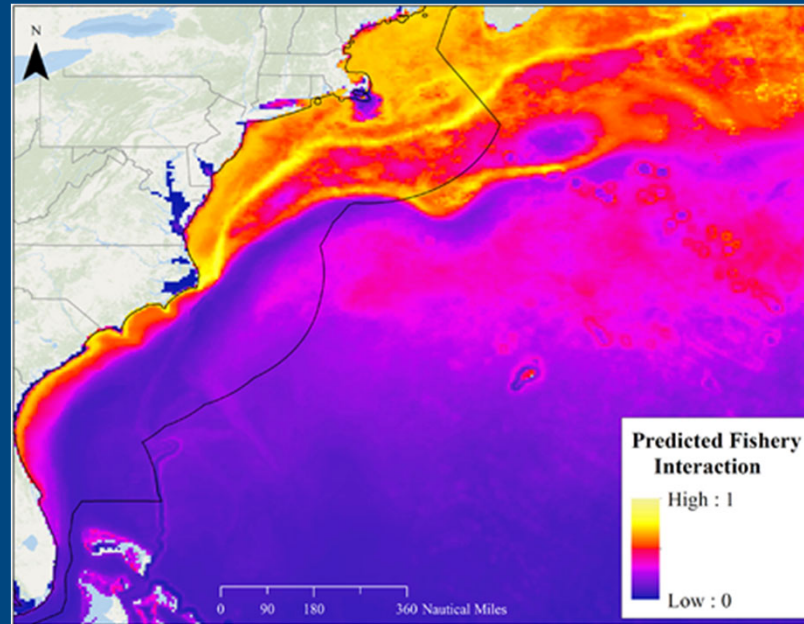 N
Predicted Fishery
Interaction
High : 1
Low : 0
0 90 180 360 Nautical Miles